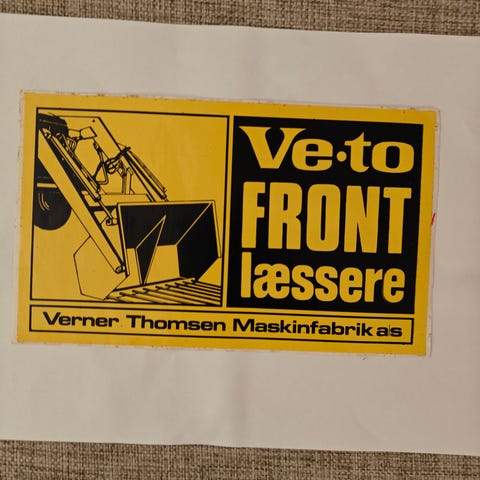 Ve·to
FRONT
læssere
Verner Thomsen Maskinfabrik a/s